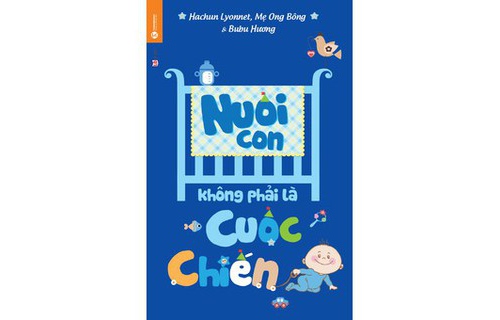 Hachun Lyonnet, Mẹ Ong Bông
& Bubu Hương
Nuôi
con
không phải là
Cuộc
Chiến